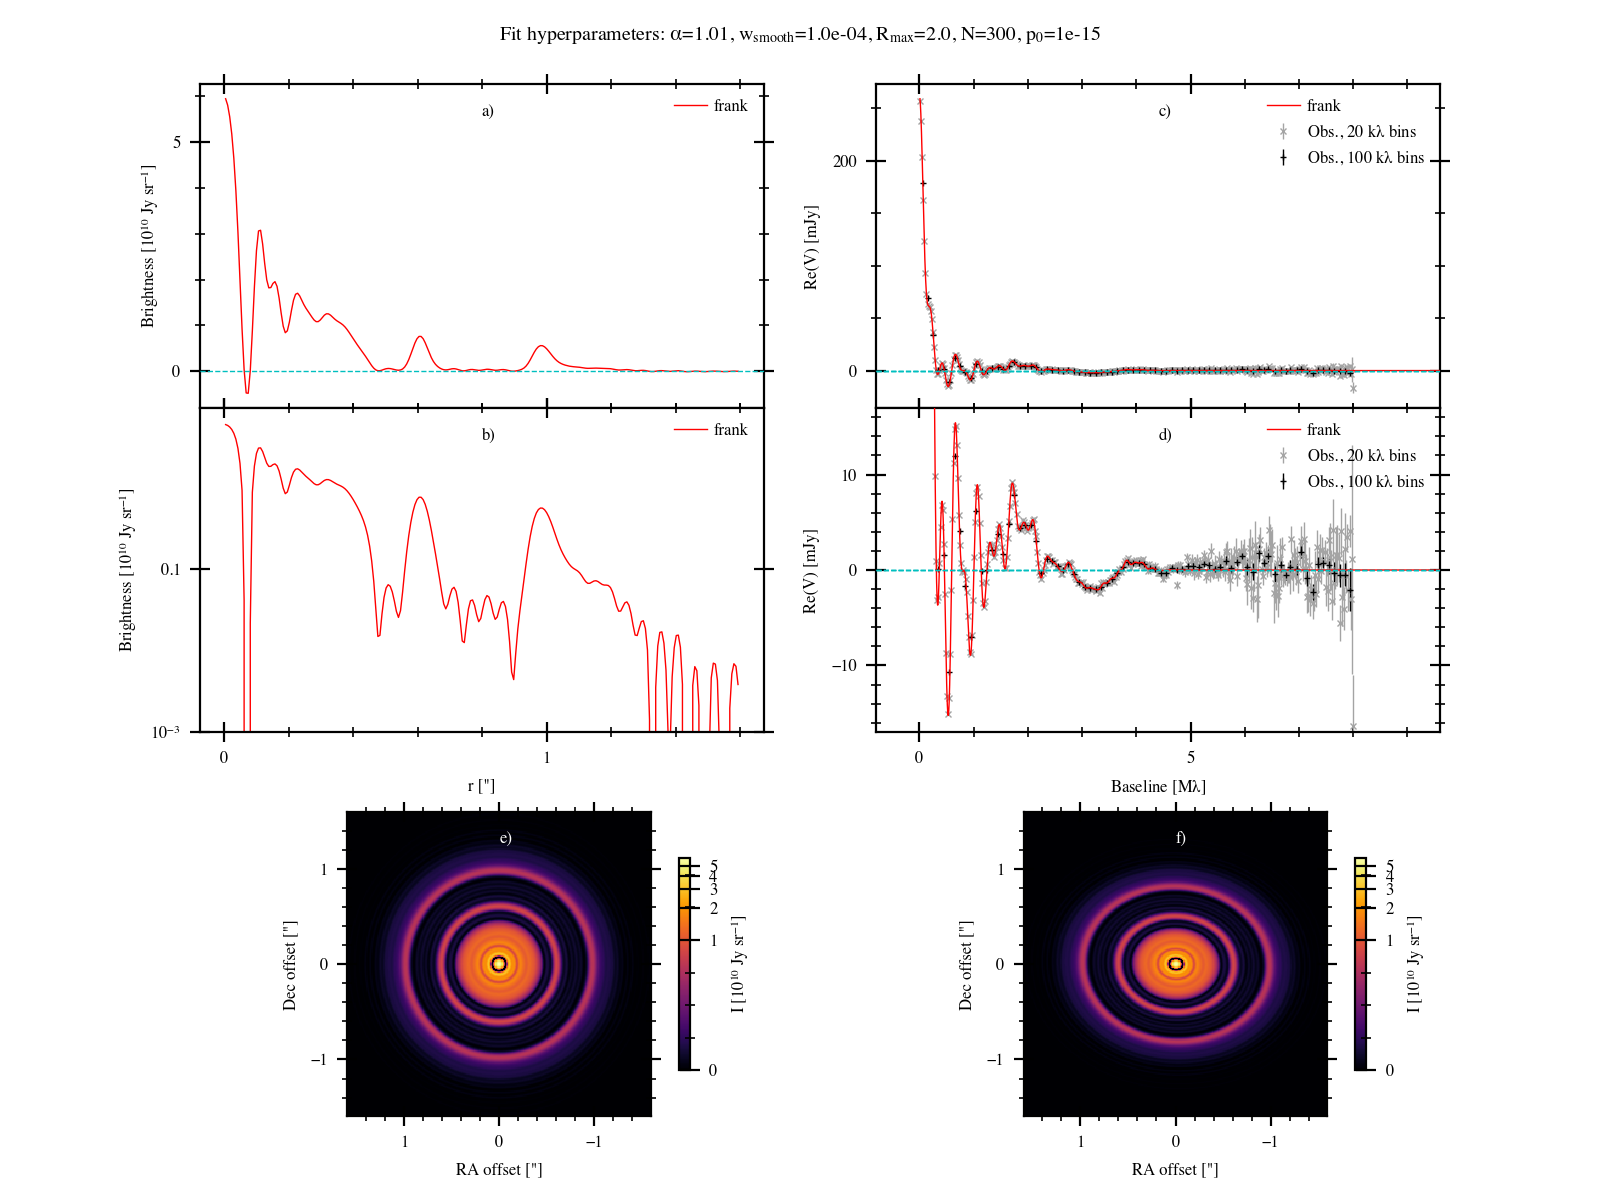 Fit hyperparameters: α=1.01, wsmooth=1.0e-04, Rmax=2.0, N=300, p0=1e-15
a)
frank
5
0
Brightness [10¹⁰ Jy sr⁻¹]
c)
frank
Obs., 20 kλ bins
Obs., 100 kλ bins
200
0
Re(V) [mJy]
b)
frank
0.1
10⁻³
Brightness [10¹⁰ Jy sr⁻¹]
0
1
r ["]
d)
frank
Obs., 20 kλ bins
Obs., 100 kλ bins
10
0
−10
Re(V) [mJy]
0
5
Baseline [Mλ]
e)
1
0
−1
Dec offset ["]
1
0
−1
RA offset ["]
5
4
3
2
1
0
I [10¹⁰ Jy sr⁻¹]
f)
1
0
−1
Dec offset ["]
1
0
−1
RA offset ["]
5
4
3
2
1
0
I [10¹⁰ Jy sr⁻¹]